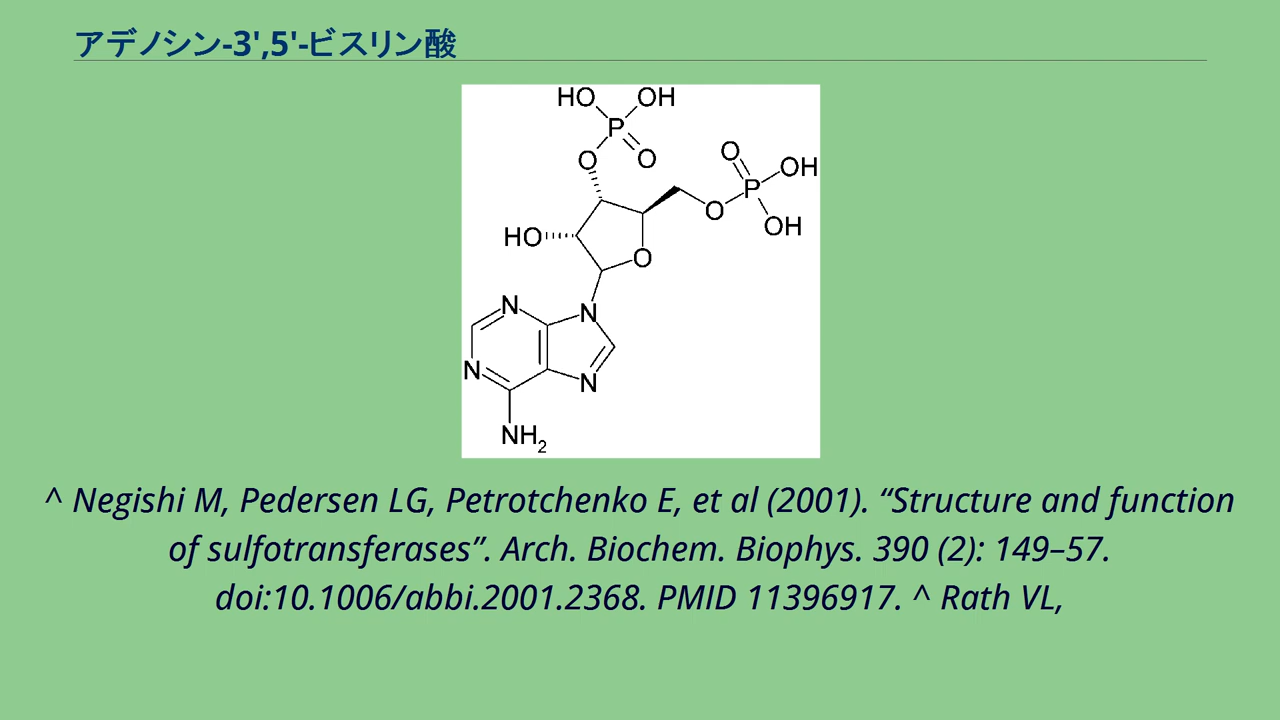 アデノシン-3',5'-ビスリン酸
HO OH
P
O O
O
OH
P
O
OH
HO
O
N
N
N
N
NH2
^ Negishi M, Pedersen LG, Petrotchenko E, et al (2001). “Structure and function
of sulfotransferases”. Arch. Biochem. Biophys. 390 (2): 149–57.
doi:10.1006/abbi.2001.2368. PMID 11396917. ^ Rath VL,